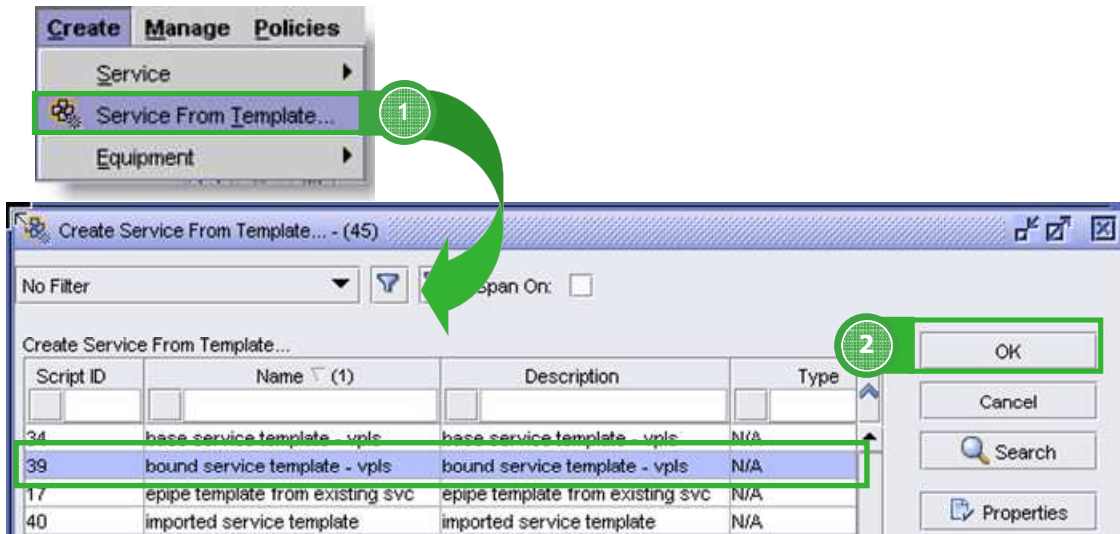 Create Manage Policies
Service
Service From Template...
1
Equipment
Create Service From Template... - (45)
No Filter
Span On:
Create Service From Template...
2
OK
Script ID Name (1) Description Type
Cancel
34 base service template - vpls base service template - vpls N/A
Search
39 bound service template - vpls bound service template - vpls N/A
17 epipe template from existing svc epipe template from existing svc N/A
Properties
40 imported service template imported service template N/A